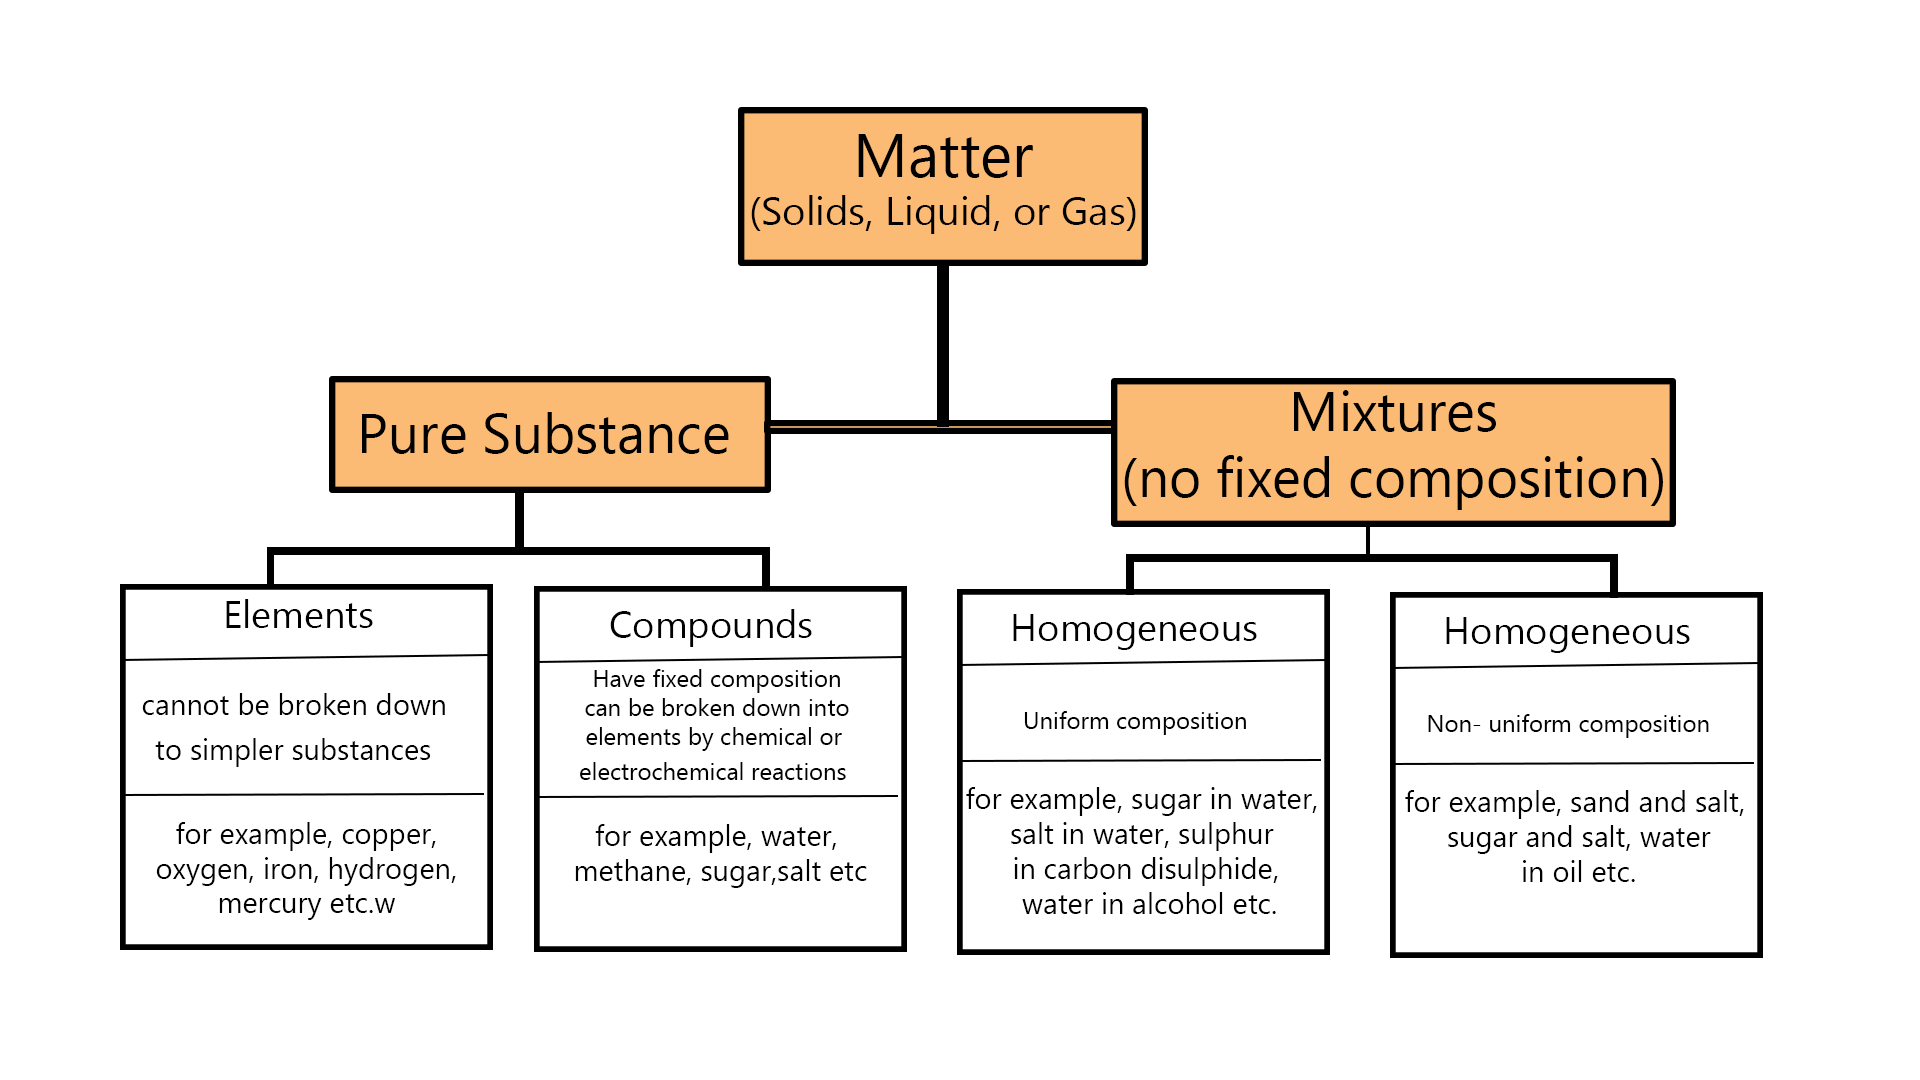 Matter
(Solids, Liquid, or Gas)
Pure Substance
Mixtures
(no fixed composition)
Elements
cannot be broken down
to simpler substances
for example, copper,
oxygen, iron, hydrogen,
mercury etc.w
Compounds
Have fixed composition
can be broken down into
elements by chemical or
electrochemical reactions
for example, water,
methane, sugar,salt etc
Homogeneous
Uniform composition
for example, sugar in water,
salt in water, sulphur
in carbon disulphide,
water in alcohol etc.
Homogeneous
Non- uniform composition
for example, sand and salt,
sugar and salt, water
in oil etc.